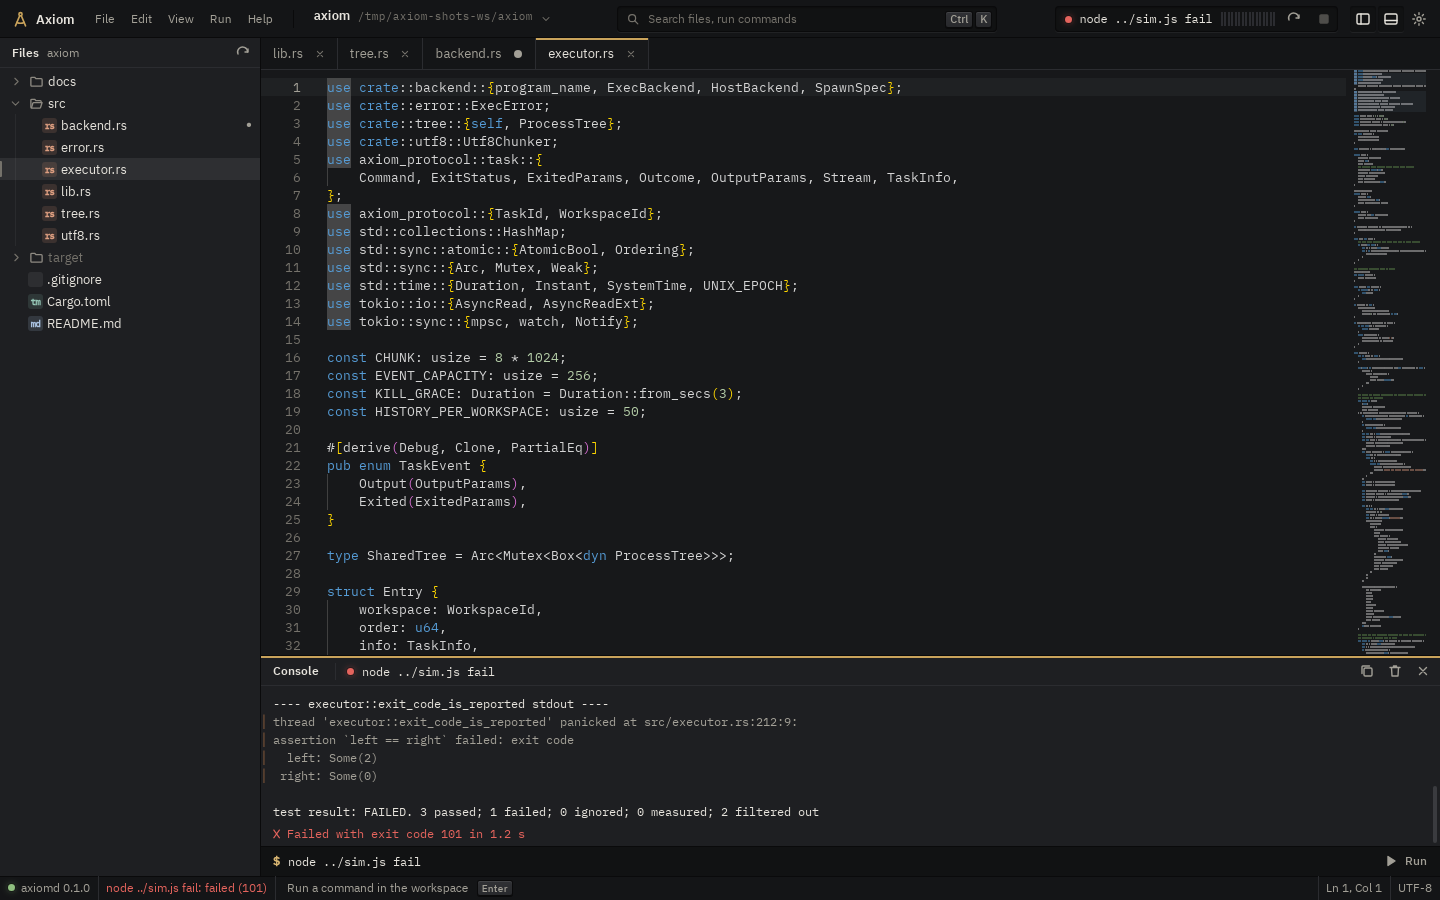 Axiom File Edit View Run Help axiom /tmp/axiom-shots-ws/axiom Search files, run commands Ctrl K node ../sim.js fail
Files axiom
docs
src
rs backend.rs
rs error.rs
rs executor.rs
rs lib.rs
rs tree.rs
rs utf8.rs
target
.gitignore
tm Cargo.toml
md README.md
lib.rs tree.rs backend.rs executor.rs
1 use crate::backend::{program_name, ExecBackend, HostBackend, SpawnSpec};
2 use crate::error::ExecError;
3 use crate::tree::{self, ProcessTree};
4 use crate::utf8::Utf8Chunker;
5 use axiom_protocol::task::{
6 Command, ExitStatus, ExitedParams, Outcome, OutputParams, Stream, TaskInfo,
7 };
8 use axiom_protocol::{TaskId, WorkspaceId};
9 use std::collections::HashMap;
10 use std::sync::atomic::{AtomicBool, Ordering};
11 use std::sync::{Arc, Mutex, Weak};
12 use std::time::{Duration, Instant, SystemTime, UNIX_EPOCH};
13 use tokio::io::{AsyncRead, AsyncReadExt};
14 use tokio::sync::{mpsc, watch, Notify};
15
16 const CHUNK: usize = 8 * 1024;
17 const EVENT_CAPACITY: usize = 256;
18 const KILL_GRACE: Duration = Duration::from_secs(3);
19 const HISTORY_PER_WORKSPACE: usize = 50;
20
21 #[derive(Debug, Clone, PartialEq)]
22 pub enum TaskEvent {
23 Output(OutputParams),
24 Exited(ExitedParams),
25 }
26
27 type SharedTree = Arc<Mutex<Box<dyn ProcessTree>>>;
28
29 struct Entry {
30 workspace: WorkspaceId,
31 order: u64,
32 info: TaskInfo,
Console node ../sim.js fail
---- executor::exit_code_is_reported stdout ----
thread 'executor::exit_code_is_reported' panicked at src/executor.rs:212:9:
assertion `left == right` failed: exit code
left: Some(2)
right: Some(0)
test result: FAILED. 3 passed; 1 failed; 0 ignored; 0 measured; 2 filtered out
X Failed with exit code 101 in 1.2 s
$ node ../sim.js fail Run
axiomd 0.1.0 node ../sim.js fail: failed (101) Run a command in the workspace Enter Ln 1, Col 1 UTF-8